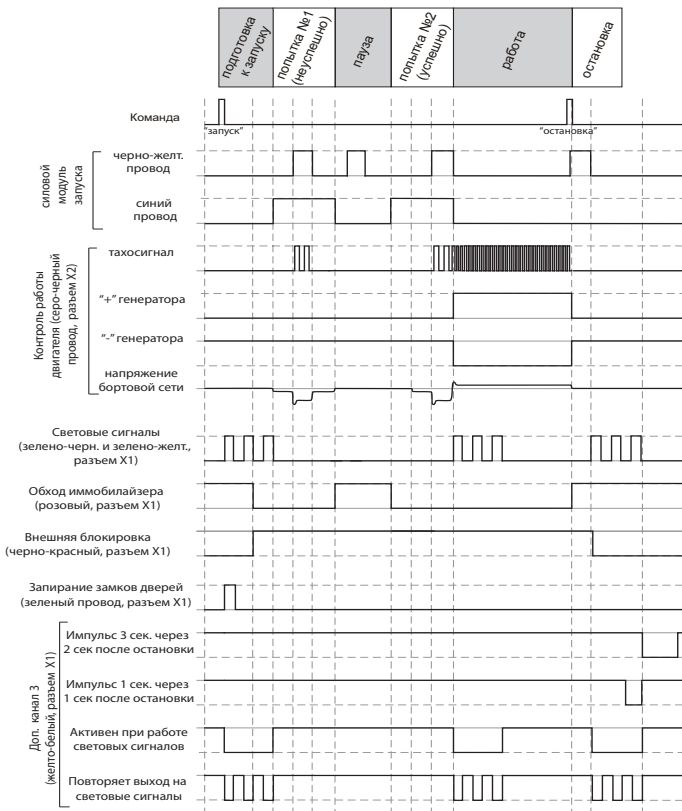 подготовка
к запуску
попытка №1
(неуспешно)
пауза
попытка №2
(успешно)
работа
остановка
Команда
"запуск"
"остановка"
силовой
модуль
запуска
черно-желт.
провод
синий
провод
Контроль работы
двигателя (серо-черный
провод, разъем X2)
тахосигнал
"+" генератора
"-" генератора
напряжение
бортовой сети
Световые сигналы
(зелено-черн. и зелено-желт.,
разъем X1)
Обход иммобилайзера
(розовый, разъем X1)
Внешняя блокировка
(черно-красный, разъем X1)
Запирание замков дверей
(зеленый провод, разъем X1)
Доп. канал 3
(желто-белый, разъем X1)
Импульс 3 сек. через
2 сек после остановки
Импульс 1 сек. через
1 сек после остановки
Активен при работе
световых сигналов
Повторяет выход на
световые сигналы